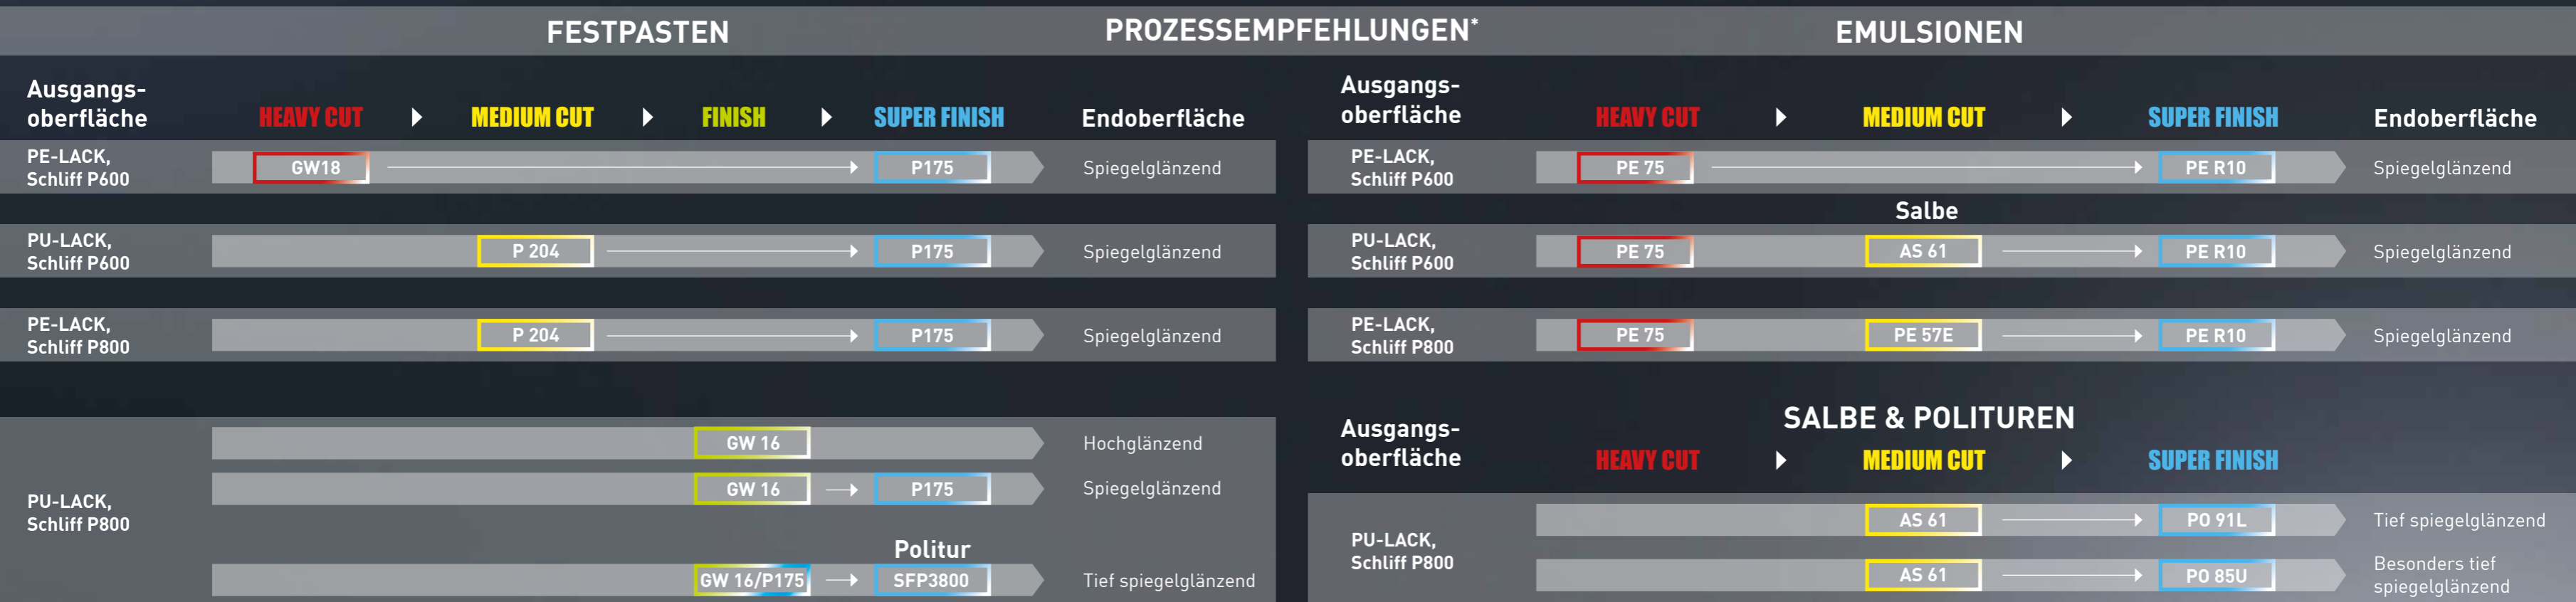 FESTPASTEN
PROZESSEMPFEHLUNGEN*
EMULSIONEN
Ausgangs-
oberfläche
HEAVY CUT
MEDIUM CUT
FINISH
SUPER FINISH
Endoberfläche
PE-LACK,
Schliff P600
GW18
P175
Spiegelglänzend
PU-LACK,
Schliff P600
P 204
P175
Spiegelglänzend
PE-LACK,
Schliff P800
P 204
P175
Spiegelglänzend
PU-LACK,
Schliff P800
GW 16
Hochglänzend
GW 16
P175
Spiegelglänzend
Politur
GW 16/P175
SFP3800
Tief spiegelglänzend
Ausgangs-
oberfläche
HEAVY CUT
MEDIUM CUT
SUPER FINISH
Endoberfläche
PE-LACK,
Schliff P600
PE 75
PE R10
Spiegelglänzend
Salbe
PU-LACK,
Schliff P600
PE 75
AS 61
PE R10
Spiegelglänzend
PE-LACK,
Schliff P800
PE 75
PE 57E
PE R10
Spiegelglänzend
SALBE & POLITUREN
Ausgangs-
oberfläche
HEAVY CUT
MEDIUM CUT
SUPER FINISH
PU-LACK,
Schliff P800
AS 61
PO 91L
Tief spiegelglänzend
AS 61
PO 85U
Besonders tief
spiegelglänzend